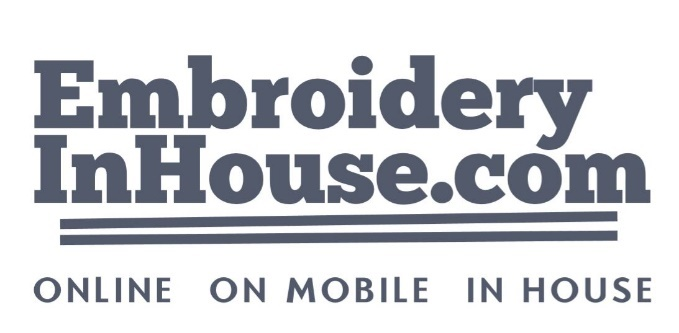 Embroidery
InHouse.com
ONLINE ON MOBILE IN HOUSE